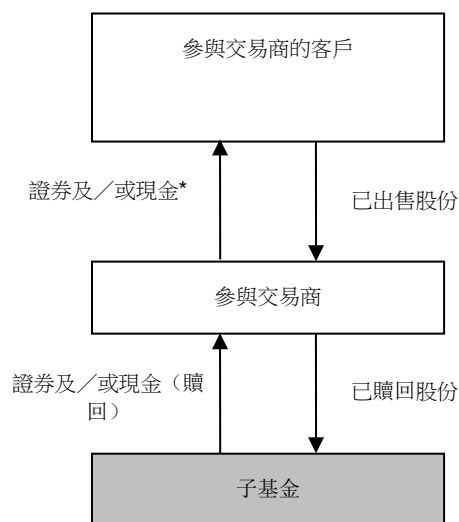 參與交易商的客戶
證券及／或現金*
已出售股份
參與交易商
證券及／或現金（贖
回）
已贖回股份
子基金